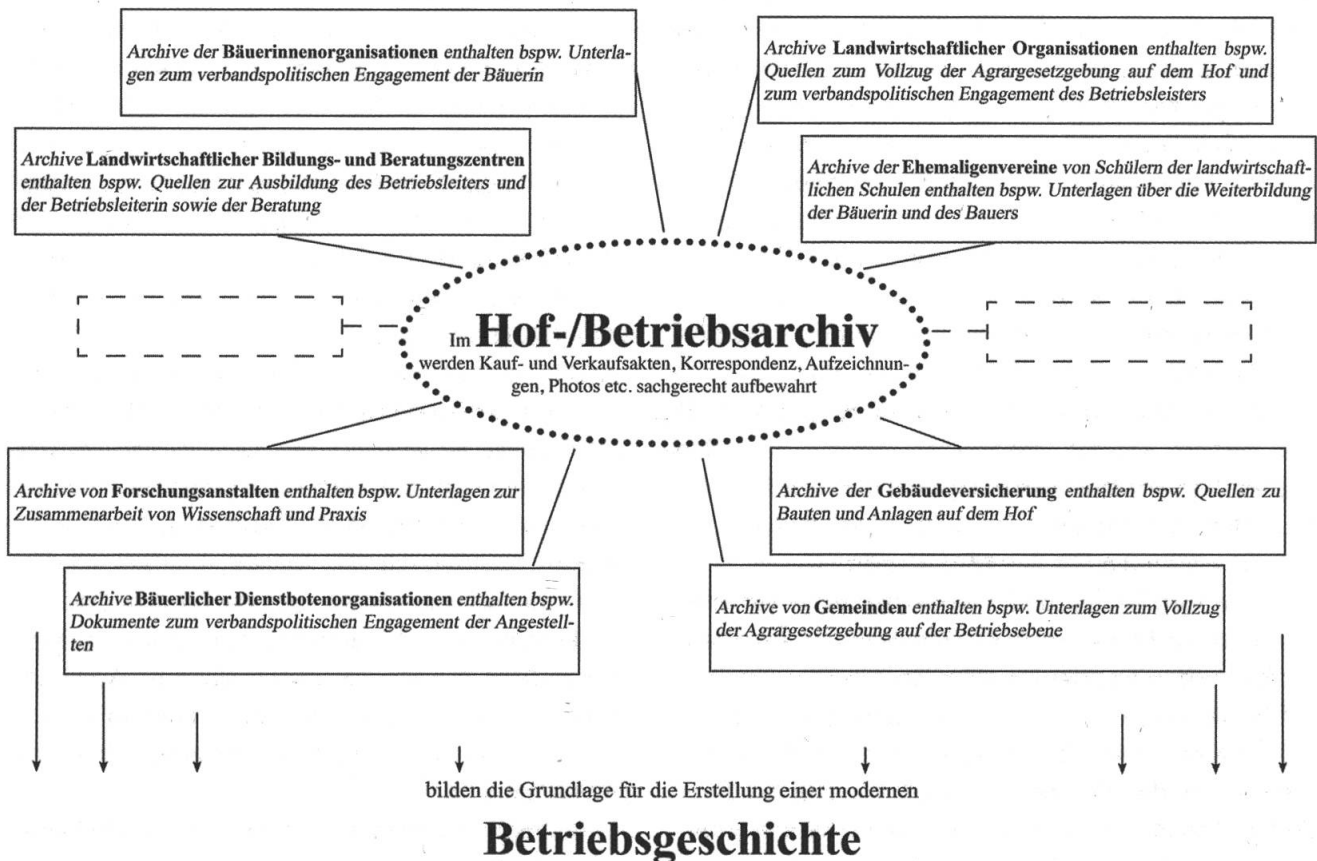 Archive der Bäuerinnenorganisationen enthalten bspw. Unterla-
gen zum verbandspolitischen Engagement der Bäuerin
Archive Landwirtschaftlicher Organisationen enthalten bspw.
Quellen zum Vollzug der Agrargesetzgebung auf dem Hof und
zum verbandspolitischen Engagement des Betriebsleisters
Archive Landwirtschaftlicher Bildungs- und Beratungszentren
enthalten bspw. Quellen zur Ausbildung des Betriebsleiters und
der Betriebsleiterin sowie der Beratung
Archive der Ehemaligenvereine von Schülern der landwirtschaft-
lichen Schulen enthalten bspw. Unterlagen über die Weiterbildung
der Bäuerin und des Bauers
Im Hof-/Betriebsarchiv
werden Kauf- und Verkaufsakten, Korrespondenz, Aufzeichnun-
gen, Photos etc. sachgerecht aufbewahrt
Archive von Forschungsanstalten enthalten bspw. Unterlagen zur
Zusammenarbeit von Wissenschaft und Praxis
Archive der Gebäudeversicherung enthalten bspw. Quellen zu
Bauten und Anlagen auf dem Hof
Archive Bäuerlicher Dienstbotenorganisationen enthalten bspw.
Dokumente zum verbandspolitischen Engagement der Angestell-
ten
Archive von Gemeinden enthalten bspw. Unterlagen zum Vollzug
der Agrargesetzgebung auf der Betriebsebene
bilden die Grundlage für die Erstellung einer modernen
Betriebsgeschichte